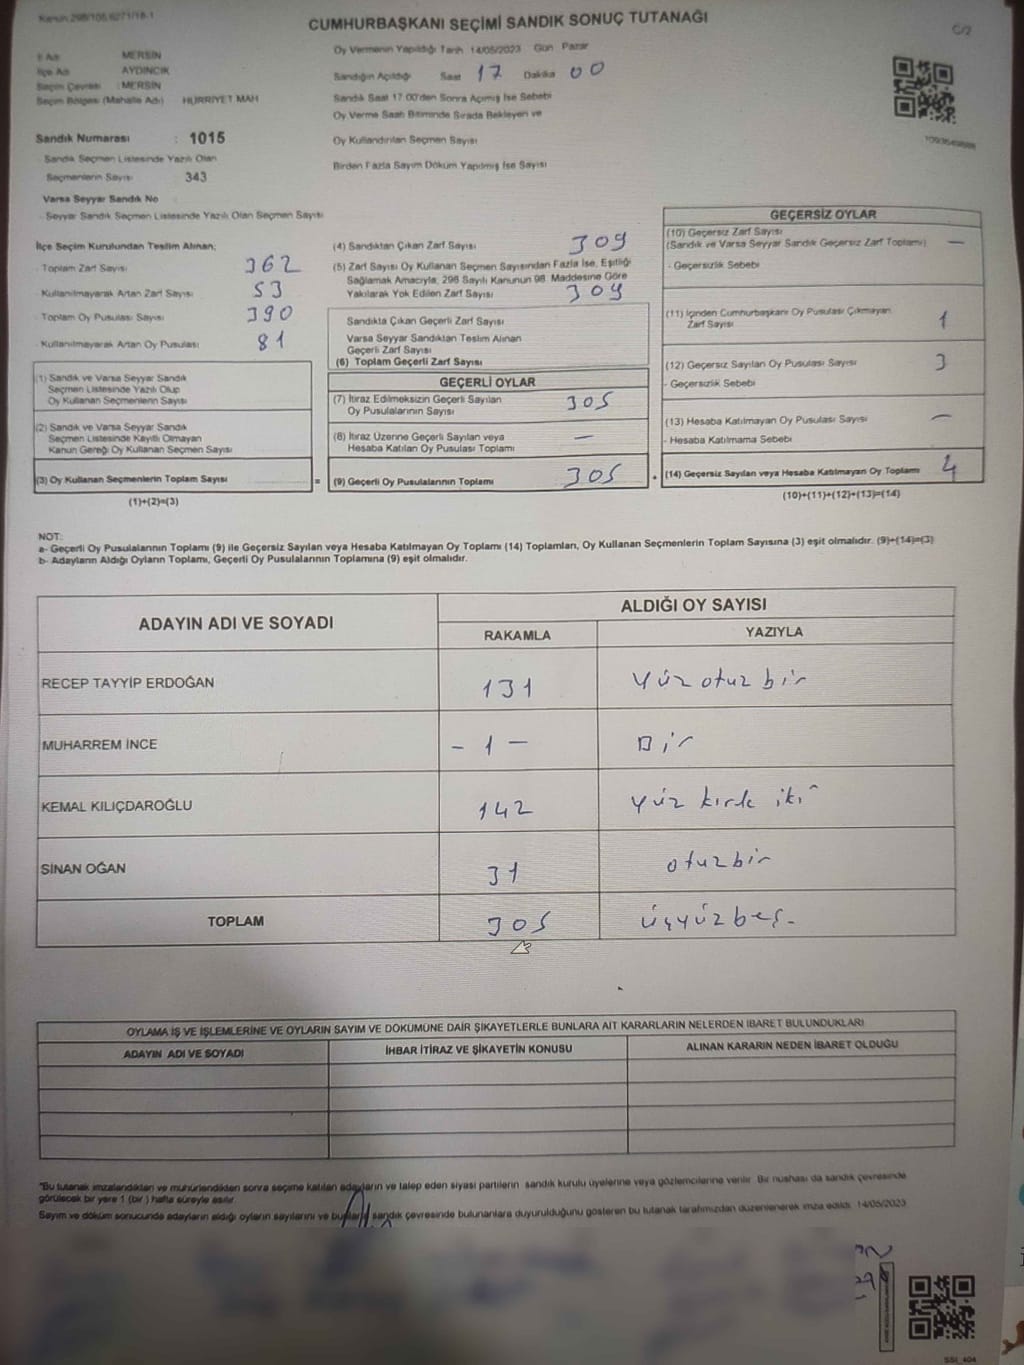 Kanun 298/105,6271/18-1
CUMHURBAŞKANI SEÇİMİ SANDIK SONUÇ TUTANAĞI
C/2
İl Adı MERSİN
İlçe Adı AYDINCIK
Seçim Çevresi : MERSİN
Seçim Bölgesi (Mahalle Adı) HÜRRİYET MAH
Sandık Numarası : 1015
Sandık Seçmen Listesinde Yazılı Olan
Seçmenlerin Sayısı 343
Varsa Seyyar Sandık No
- Seyyar Sandık Seçmen Listesinde Yazılı Olan Seçmen Sayısı
Oy Vermenin Yapıldığı Tarih 14/05/2023 Gün Pazar
Sandığın Açıldığı Saat 17 Dakika 00
Sandık Saat 17:00'den Sonra Açılmış İse Sebebi
Oy Verme Saati Bitiminde Sırada Bekleyen ve
Oy Kullandırılan Seçmen Sayısı
Birden Fazla Sayım Döküm Yapılmış İse Sayısı
İlçe Seçim Kurulundan Teslim Alınan;
- Toplam Zarf Sayısı 362
- Kullanılmayarak Artan Zarf Sayısı 53
- Toplam Oy Pusulası Sayısı 390
- Kullanılmayarak Artan Oy Pusulası 81
(1) Sandık ve Varsa Seyyar Sandık
Seçmen Listesinde Yazılı Olup
Oy Kullanan Seçmenlerin Sayısı
(2) Sandık ve Varsa Seyyar Sandık
Seçmen Listesinde Kayıtlı Olmayan
Kanun Gereği Oy Kullanan Seçmen Sayısı
(3) Oy Kullanan Seçmenlerin Toplam Sayısı =
(1)+(2)=(3)
(4) Sandıktan Çıkan Zarf Sayısı 309
(5) Zarf Sayısı Oy Kullanan Seçmen Sayısından Fazla İse, Eşitliği
Sağlamak Amacıyla, 298 Sayılı Kanunun 98. Maddesine Göre
Yakılarak Yok Edilen Zarf Sayısı 309
Sandıkta Çıkan Geçerli Zarf Sayısı
Varsa Seyyar Sandıktan Teslim Alınan
Geçerli Zarf Sayısı
(6) Toplam Geçerli Zarf Sayısı
GEÇERLİ OYLAR
(7) İtiraz Edilmeksizin Geçerli Sayılan
Oy Pusulalarının Sayısı 305
(8) İtiraz Üzerine Geçerli Sayılan veya
Hesaba Katılan Oy Pusulası Toplamı —
(9) Geçerli Oy Pusulalarının Toplamı 305
GEÇERSİZ OYLAR
(10) Geçersiz Zarf Sayısı
(Sandık ve Varsa Seyyar Sandık Geçersiz Zarf Toplamı) —
- Geçersizlik Sebebi
(11) İçinden Cumhurbaşkanı Oy Pusulası Çıkmayan
Zarf Sayısı 1
(12) Geçersiz Sayılan Oy Pusulası Sayısı 3
- Geçersizlik Sebebi
(13) Hesaba Katılmayan Oy Pusulası Sayısı —
- Hesaba Katılmama Sebebi
(14) Geçersiz Sayılan veya Hesaba Katılmayan Oy Toplamı 4
(10)+(11)+(12)+(13)=(14)
NOT:
a- Geçerli Oy Pusulalarının Toplamı (9) ile Geçersiz Sayılan veya Hesaba Katılmayan Oy Toplamı (14) Toplamları, Oy Kullanan Seçmenlerin Toplam Sayısına (3) eşit olmalıdır. (9)+(14)=(3)
b- Adayların Aldığı Oyların Toplamı, Geçerli Oy Pusulalarının Toplamına (9) eşit olmalıdır.
ADAYIN ADI VE SOYADI ALDIĞI OY SAYISI
RAKAMLA YAZIYLA
RECEP TAYYİP ERDOĞAN 131 yüz otuz bir
MUHARREM İNCE - 1 - Bir
KEMAL KILIÇDAROĞLU 142 yüz kırk iki
SİNAN OĞAN 31 otuz bir
TOPLAM 305 üçyüzbeş-
OYLAMA İŞ VE İŞLEMLERİNE VE OYLARIN SAYIM VE DÖKÜMÜNE DAİR ŞİKAYETLERLE BUNLARA AİT KARARLARIN NELERDEN İBARET BULUNDUKLARI
ADAYIN ADI VE SOYADI İHBAR İTİRAZ VE ŞİKAYETİN KONUSU ALINAN KARARIN NEDEN İBARET OLDUĞU
"Bu tutanak imzalandıktan ve mühürlendikten sonra seçime katılan adayların ve talep eden siyasi partilerin sandık kurulu üyelerine veya gözlemcilerine verilir. Bir nüshası da sandık çevresinde
görülecek bir yere 1 (bir ) hafta süreyle asılır.
Sayım ve döküm sonucunda adayların aldığı oyların sayılarını ve bunların sandık çevresinde bulunanlara duyurulduğunu gösteren bu tutanak tarafımızdan düzenlenerek imza edildi. 14/05/2023
SSI_404